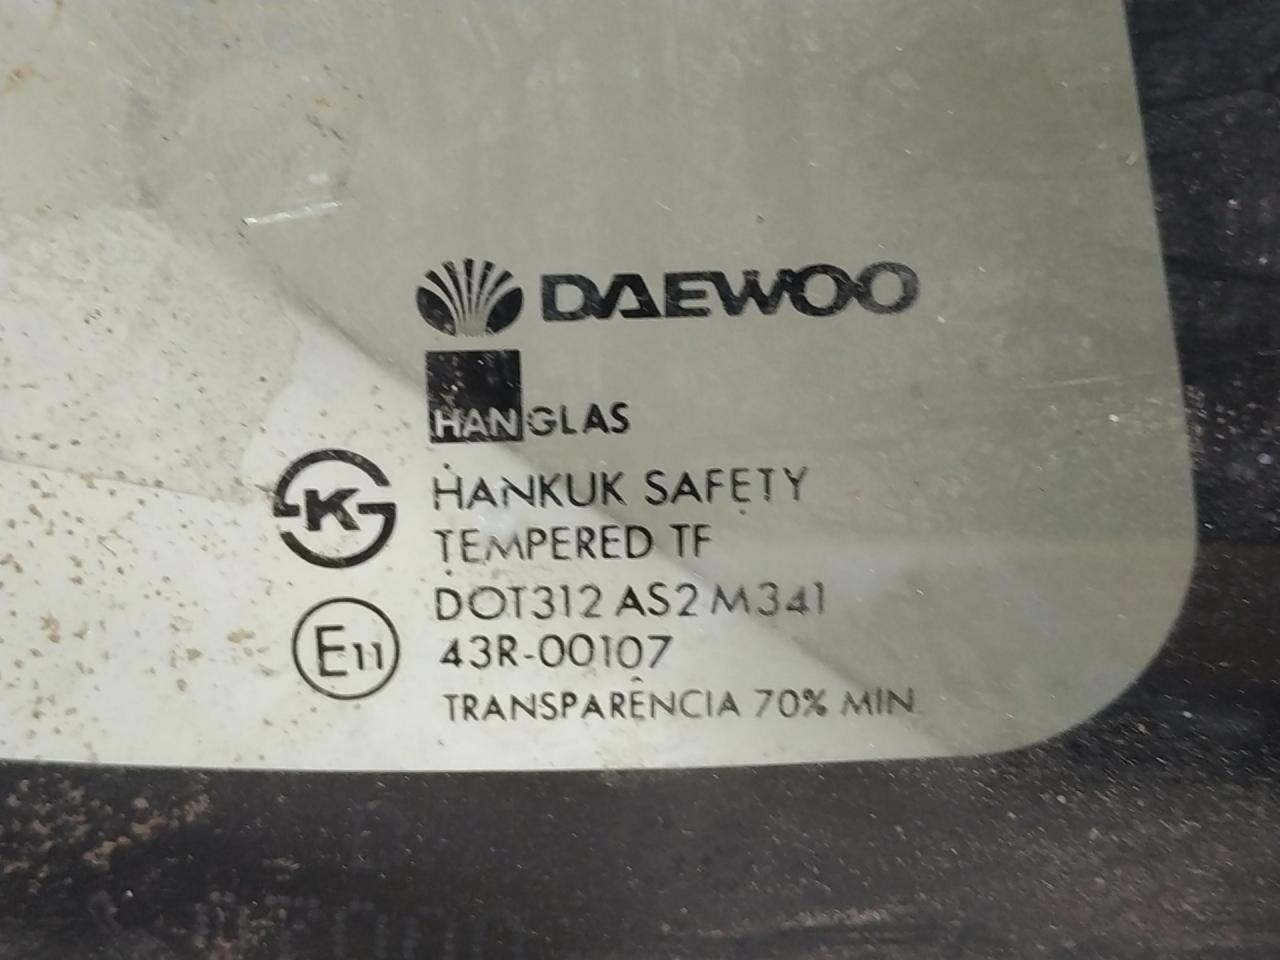 DAEWOO
HANGLAS
K
HANKUK SAFETY
TEMPERED TF
DOT312 AS2 M341
E11
43R-00107
TRANSPARÊNCIA 70% MIN